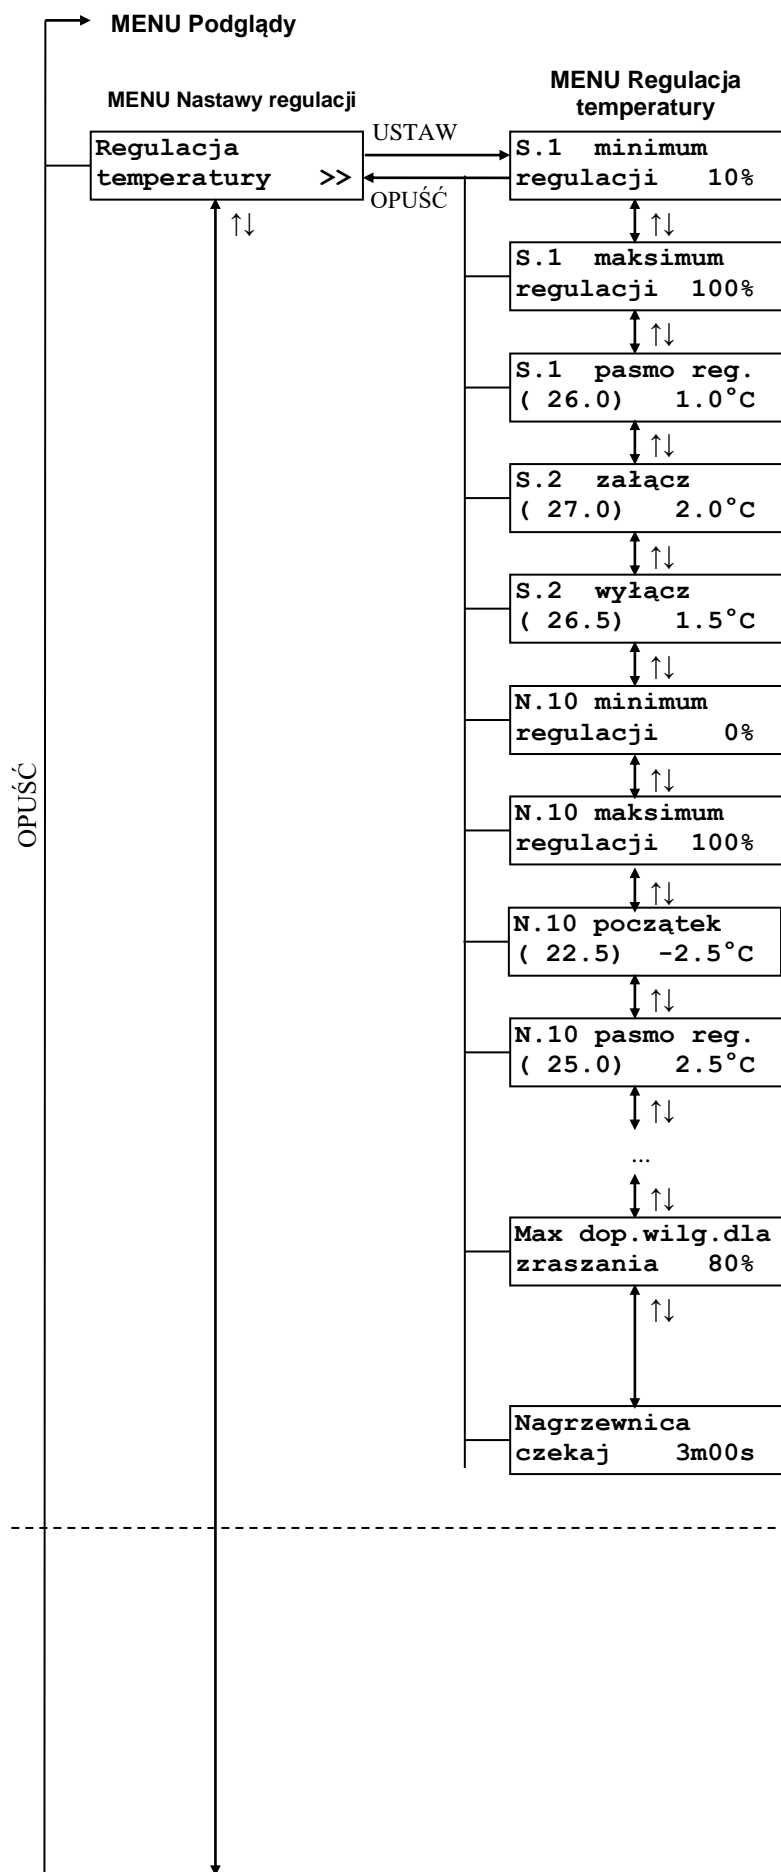 MENU Podglądy
MENU Nastawy regulacji
MENU Regulacja
temperatury
Regulacja
temperatury >>
↑↓
USTAW
OPUŚĆ
S.1 minimum
regulacji 10%
↑↓
S.1 maksimum
regulacji 100%
↑↓
S.1 pasmo reg.
( 26.0) 1.0°C
↑↓
S.2 załącz
( 27.0) 2.0°C
↑↓
S.2 wyłącz
( 26.5) 1.5°C
↑↓
N.10 minimum
regulacji 0%
↑↓
N.10 maksimum
regulacji 100%
↑↓
N.10 początek
( 22.5) -2.5°C
↑↓
N.10 pasmo reg.
( 25.0) 2.5°C
↑↓
...
↑↓
Max dop.wilg.dla
zraszania 80%
↑↓
Nagrzewnica
czekaj 3m00s
OPUŚĆ